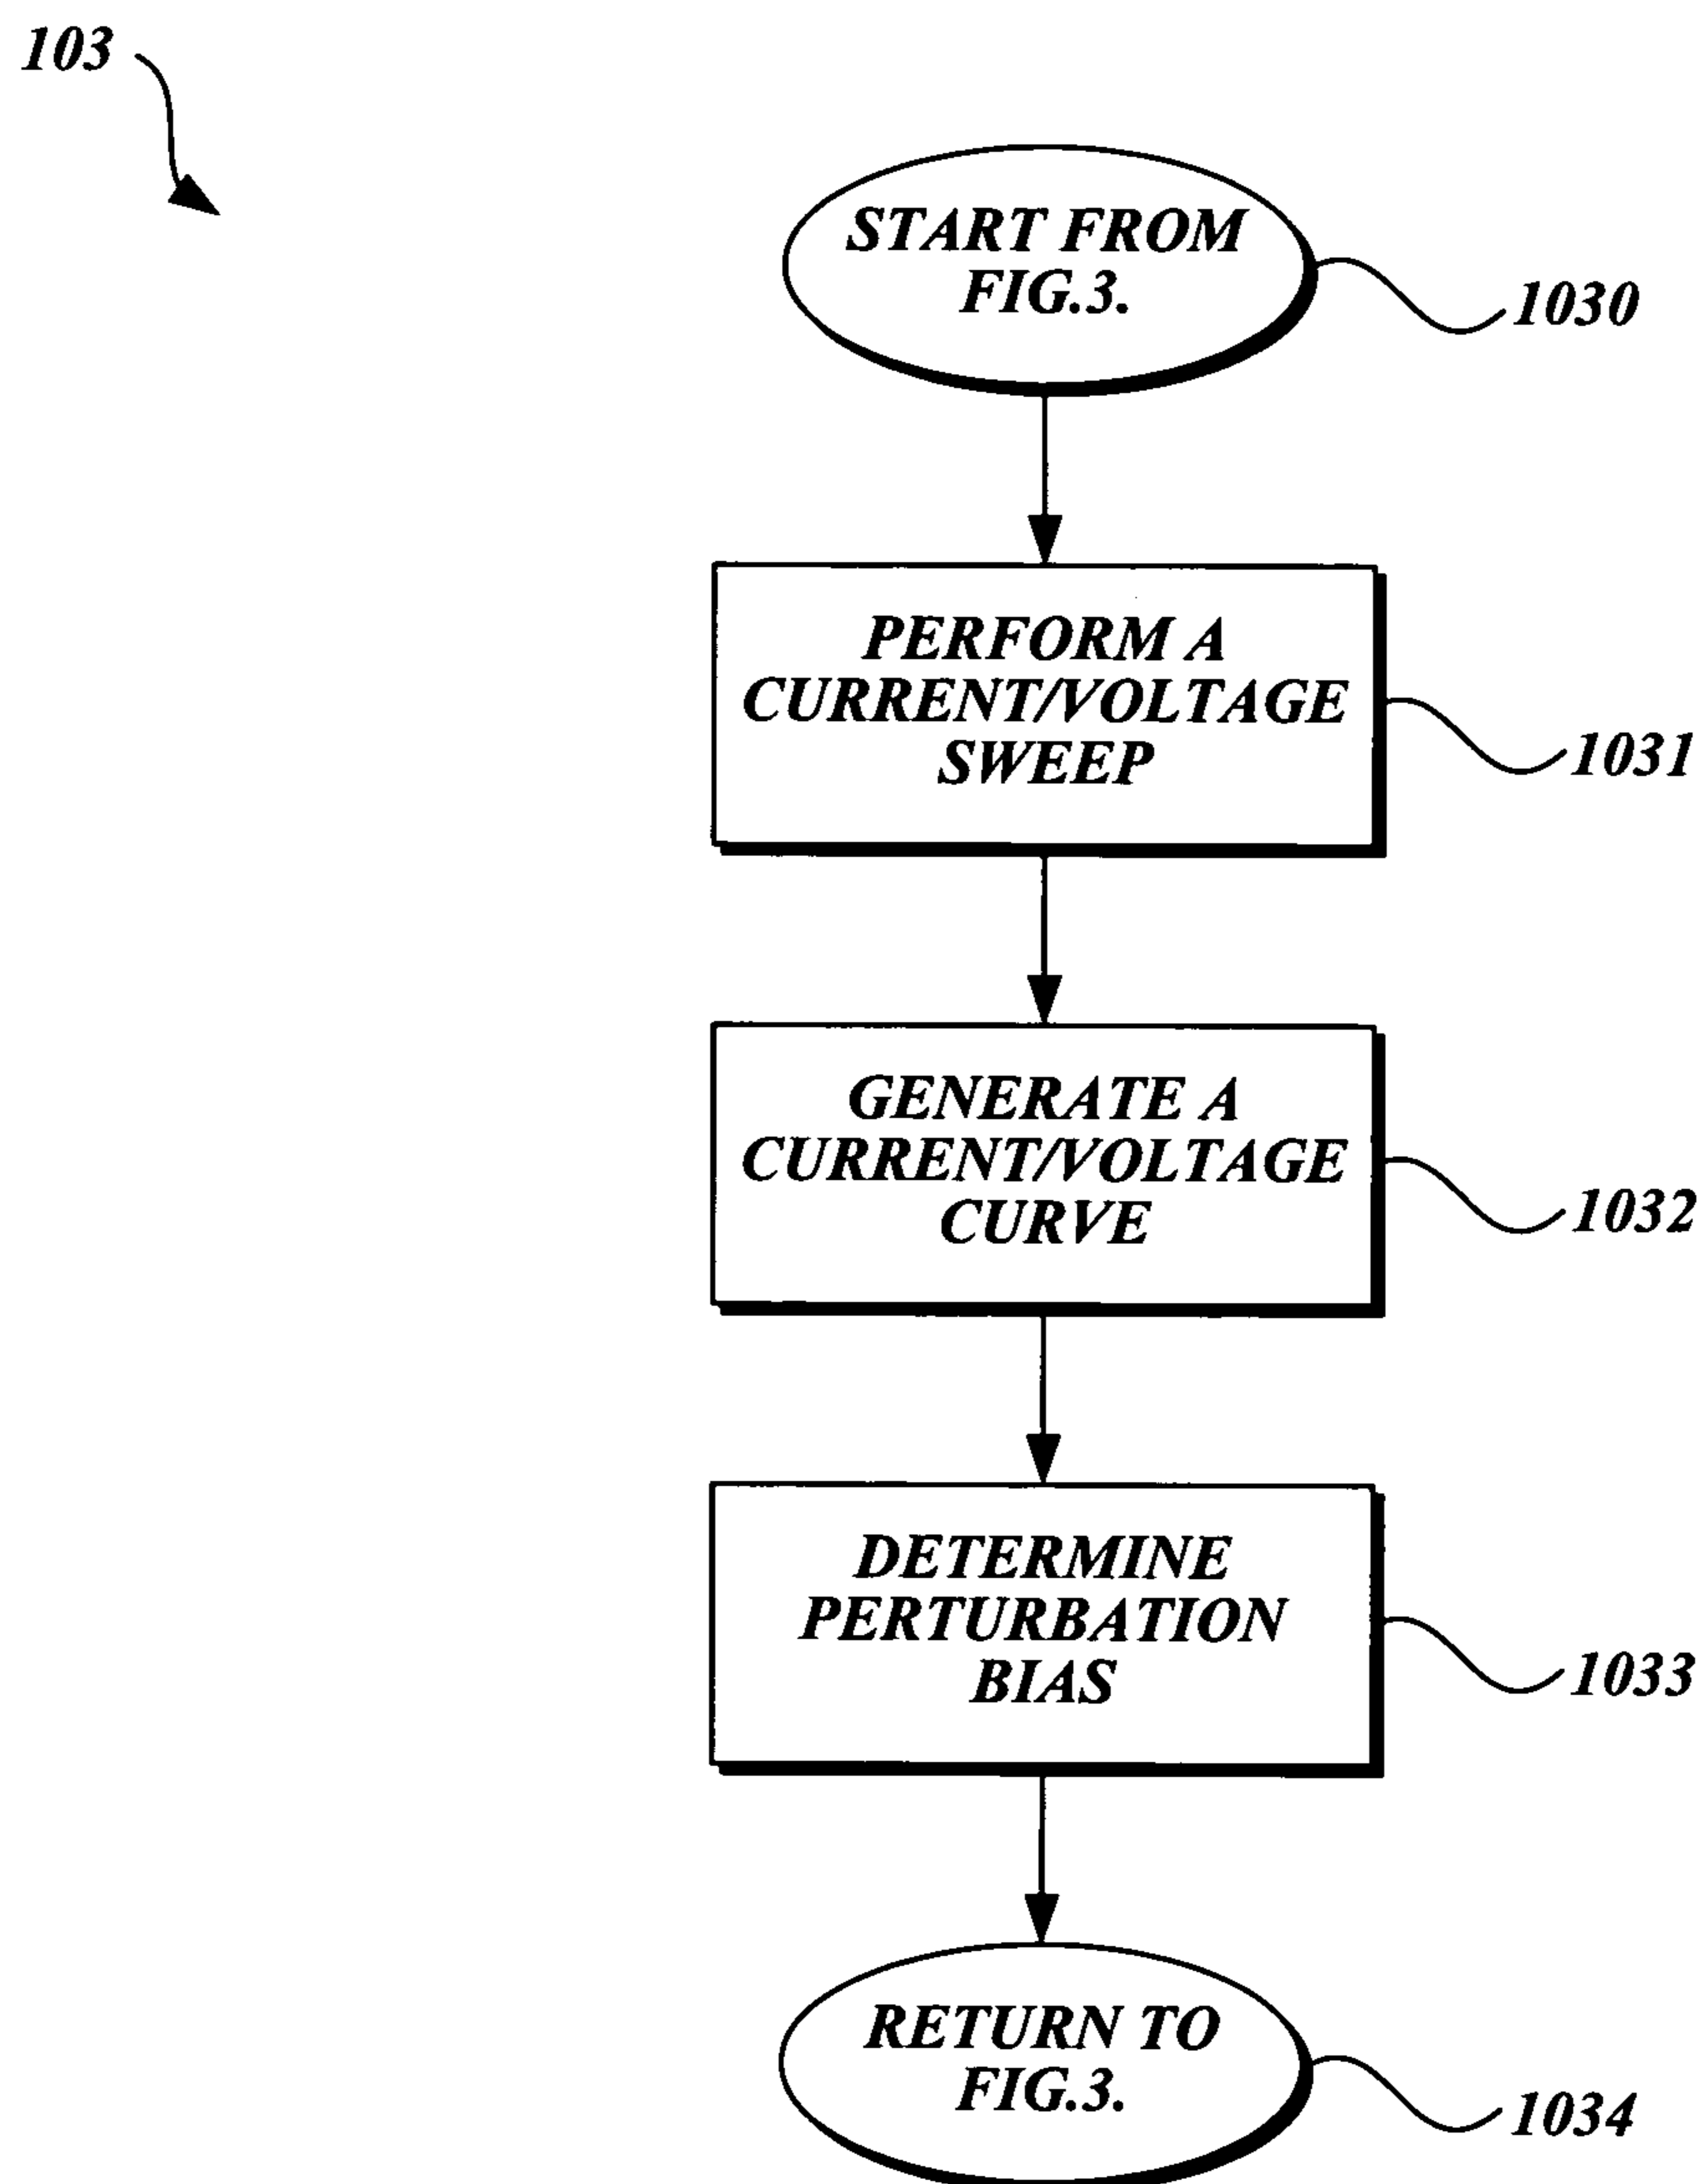 103
START FROM
FIG.3.
1030
PERFORM A
CURRENT/VOLTAGE
SWEEP
1031
GENERATE A
CURRENT/VOLTAGE
CURVE
1032
DETERMINE
PERTURBATION
BIAS
1033
RETURN TO
FIG.3.
1034